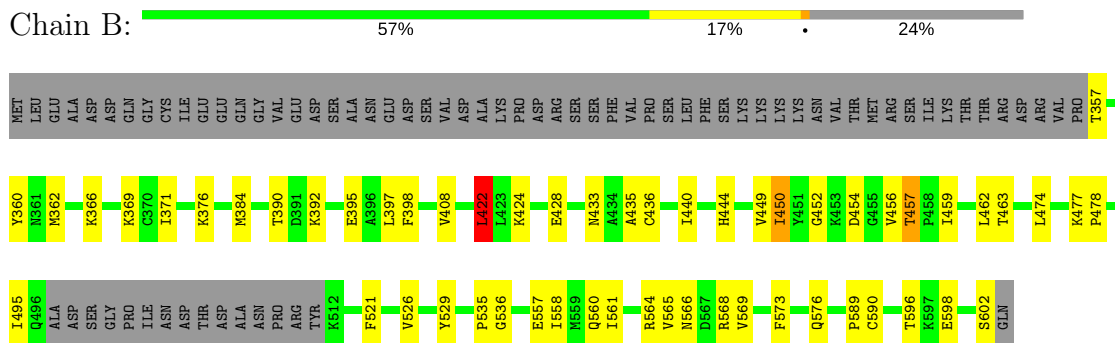 Chain B:
57% 17% • 24%
MET LEU GLU ALA ASP ASP GLN GLY CYS ILE GLU GLU GLN GLY VAL GLU ASP SER ALA ASN GLU ASP SER VAL ASP ALA LYS PRO ASP ARG SER SER PHE VAL PRO SER LEU PHE SER LYS LYS LYS LYS ASN VAL THR MET ARG SER ILE LYS THR THR ARG ASP ARG VAL PRO T357
Y360 N361 M362 K366 K369 C370 I371 K376 M384 T390 D391 K392 E395 A396 L397 F398 V408 L422 L423 K424 E428 N433 A434 A435 C436 I440 H444 V449 I450 Y451 G452 K453 D454 G455 V456 T457 P458 I459 L462 T463 L474 K477 P478
I495 Q496 ALA ASP SER GLY PRO ILE ASN ASP THR ASP ALA ASN PRO ARG TYR K512 F521 V526 Y529 P535 G536 E557 I558 M559 Q560 I561 R564 V565 N566 D567 R568 V569 F573 Q576 P589 C590 T596 K597 E598 S602 GLN